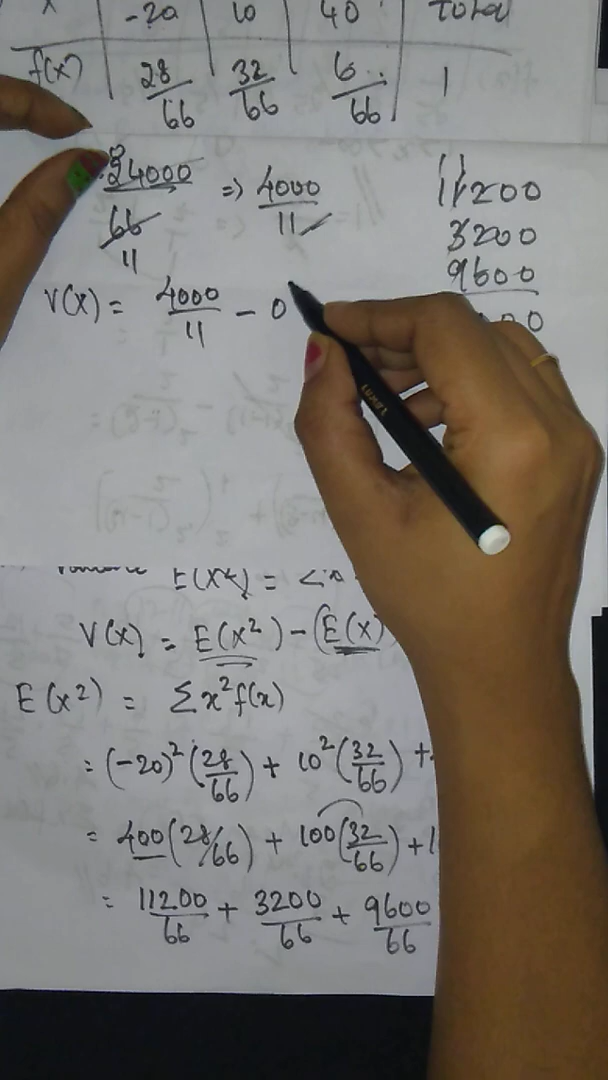 x -20 10 40 Total
f(x) 28/66 32/66 6/66 1
24000/66 => 4000/11
11
11200
3200
9600
V(x) = 4000/11 - 0
E(x²) =
V(x) = E(x²) - (E(x)
E(x²) = Σx²f(x)
= (-20)² (28/66) + 10² (32/66) +
= 400 (28/66) + 100 (32/66) + 1
= 11200/66 + 3200/66 + 9600/66